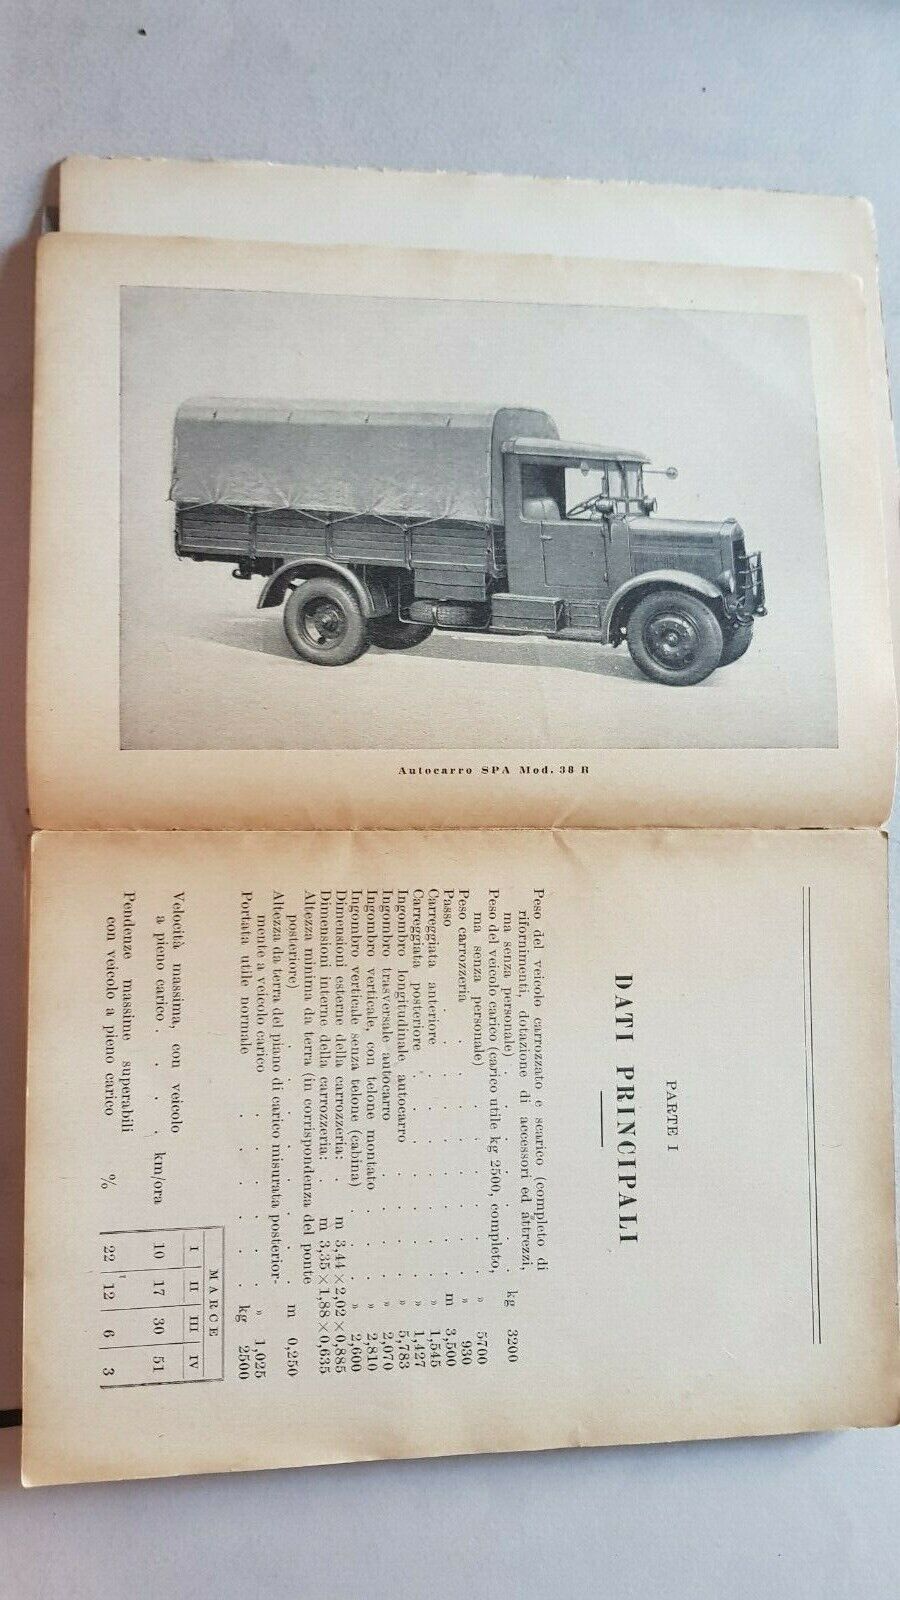 Autocarro SPA Mod. 38 R
PARTE I
DATI PRINCIPALI
Peso del veicolo carrozzato e scarico (completo di
rifornimenti, dotazione di accessori ed attrezzi,
ma senza personale) . . . . . . kg 3200
Peso del veicolo carico (carico utile kg 2500, completo,
ma senza personale) . . . . . . » 5700
Peso carrozzeria . . . . . . » 930
Passo . . . . . . m 3,500
Carreggiata anteriore . . . . . . » 1,545
Carreggiata posteriore . . . . . . » 1,427
Ingombro longitudinale autocarro . . . . » 5,783
Ingombro trasversale autocarro . . . . » 2,070
Ingombro verticale, con telone montato . . . » 2,810
Ingombro verticale senza telone (cabina) . . . » 2,600
Dimensioni esterne della carrozzeria: . m 3,44 × 2,02 × 0,885
Dimensioni interne della carrozzeria: . m 3,35 × 1,88 × 0,635
Altezza minima da terra (in corrispondenza del ponte
posteriore) . . . . . . m 0,250
Altezza da terra del piano di carico misurata posterior-
mente a veicolo carico . . . . » 1,025
Portata utile normale . . . . . kg 2500
MARCE
I II III IV
Velocità massima, con veicolo
a pieno carico . . . . km/ora 10 17 30 51
Pendenze massime superabili
con veicolo a pieno carico % 22 12 6 3